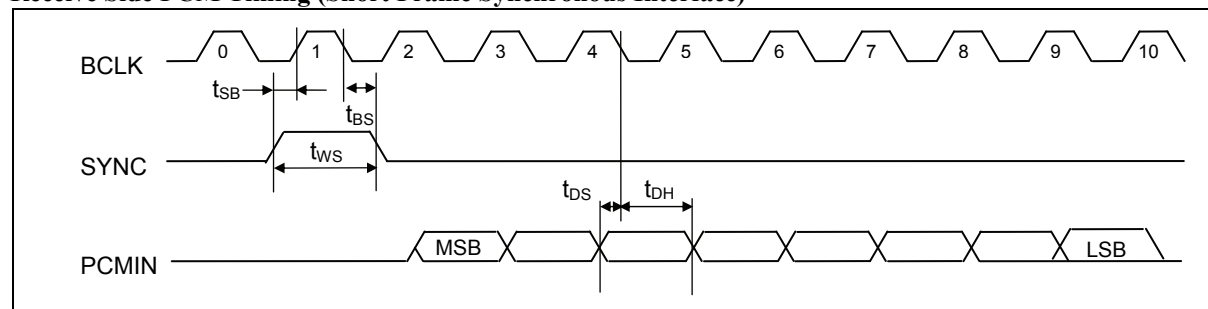 Receive Side PCM Timing (Short Frame Synchronous Interface)
BCLK 0 1 2 3 4 5 6 7 8 9 10
tSB
tBS
SYNC tWS
tDS tDH
PCMIN MSB LSB